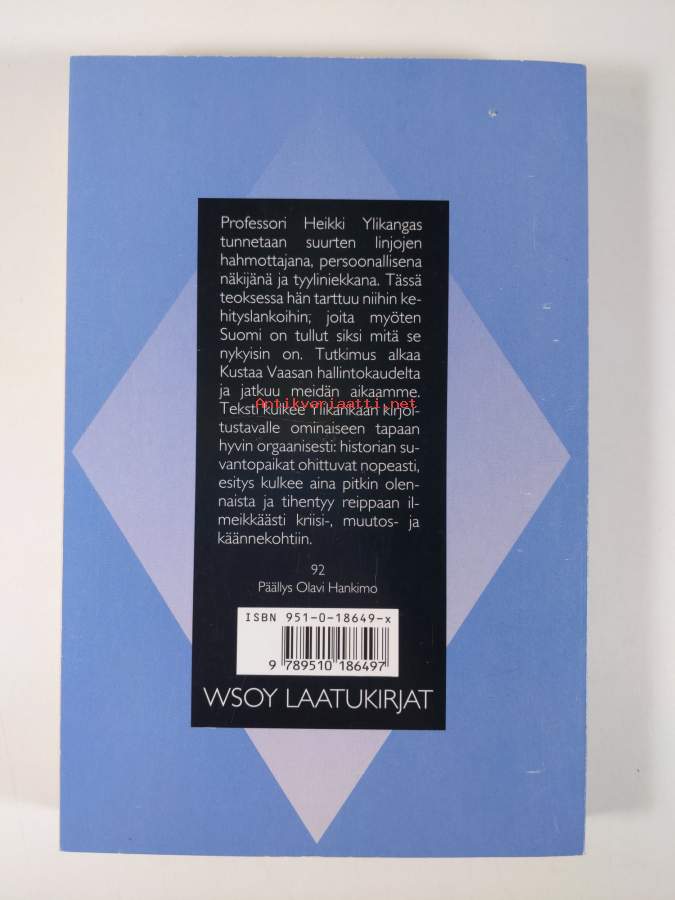 Professori Heikki Ylikangas
tunnetaan suurten linjojen
hahmottajana, persoonallisena
näkijänä ja tyyliniekkana. Tässä
teoksessa hän tarttuu niihin ke-
hityslankoihin, joita myöten
Suomi on tullut siksi mitä se
nykyisin on. Tutkimus alkaa
Kustaa Vaasan hallintokaudelta
ja jatkuu meidän aikaamme.
Antikvariaatti.net
Teksti kulkee Ylikankaan kirjoi-
tustavalle ominaiseen tapaan
hyvin orgaanisesti: historian su-
vantopaikat ohittuvat nopeasti,
esitys kulkee aina pitkin olen-
naista ja tihentyy reippaan il-
meikkäästi kriisi-, muutos- ja
käännekohtiin.
92
Päällys Olavi Hankimo
ISBN 951-0-18649-x
9 789510 186497
WSOY LAATUKIRJAT